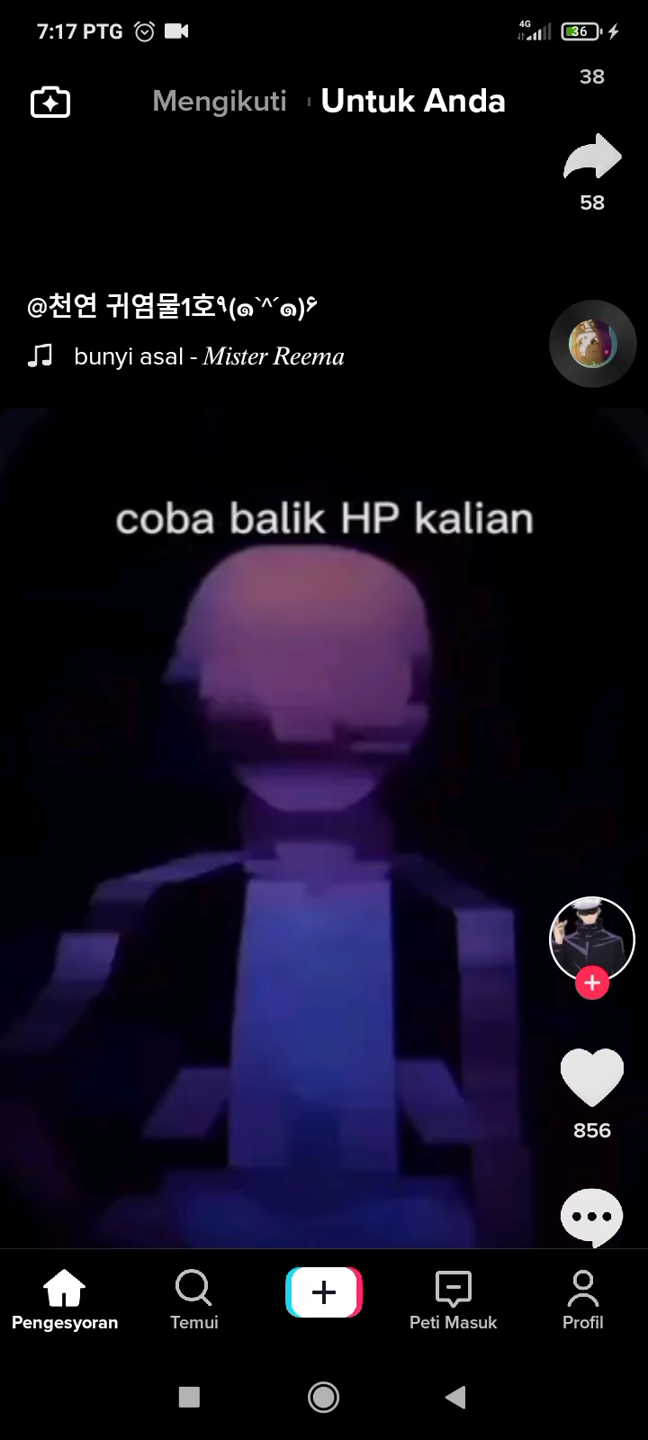 7:17 PTG
4G
36
Mengikuti
Untuk Anda
38
58
@천연 귀염물1호٩(๑`^´๑)۶
bunyi asal - Mister Reema
coba balik HP kalian
856
Pengesyoran
Temui
Peti Masuk
Profil